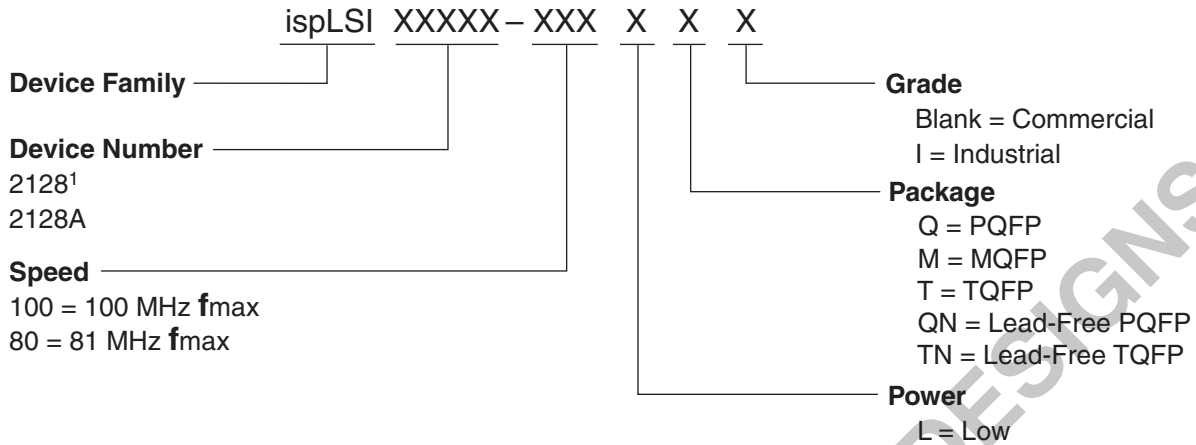 ispLSI XXXXX – XXX X X X
Device Family
Device Number
2128¹
2128A
Speed
100 = 100 MHz fmax
80 = 81 MHz fmax
Grade
Blank = Commercial
I = Industrial
Package
Q = PQFP
M = MQFP
T = TQFP
QN = Lead-Free PQFP
TN = Lead-Free TQFP
Power
L = Low
DESIGNS